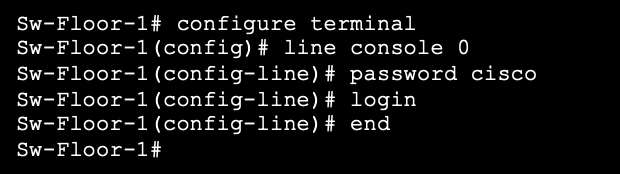 Sw-Floor-1# configure terminal
Sw-Floor-1(config)# line console 0
Sw-Floor-1(config-line)# password cisco
Sw-Floor-1(config-line)# login
Sw-Floor-1(config-line)# end
Sw-Floor-1#